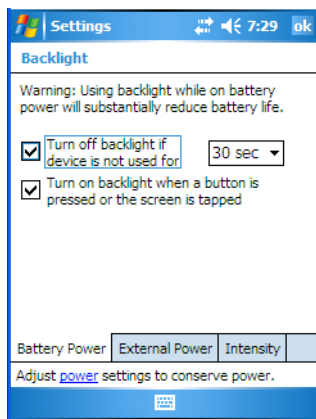 Settings 7:29 ok
Backlight
Warning: Using backlight while on battery
power will substantially reduce battery life.
Turn off backlight if
device is not used for 30 sec
Turn on backlight when a button is
pressed or the screen is tapped
Battery Power External Power Intensity
Adjust power settings to conserve power.